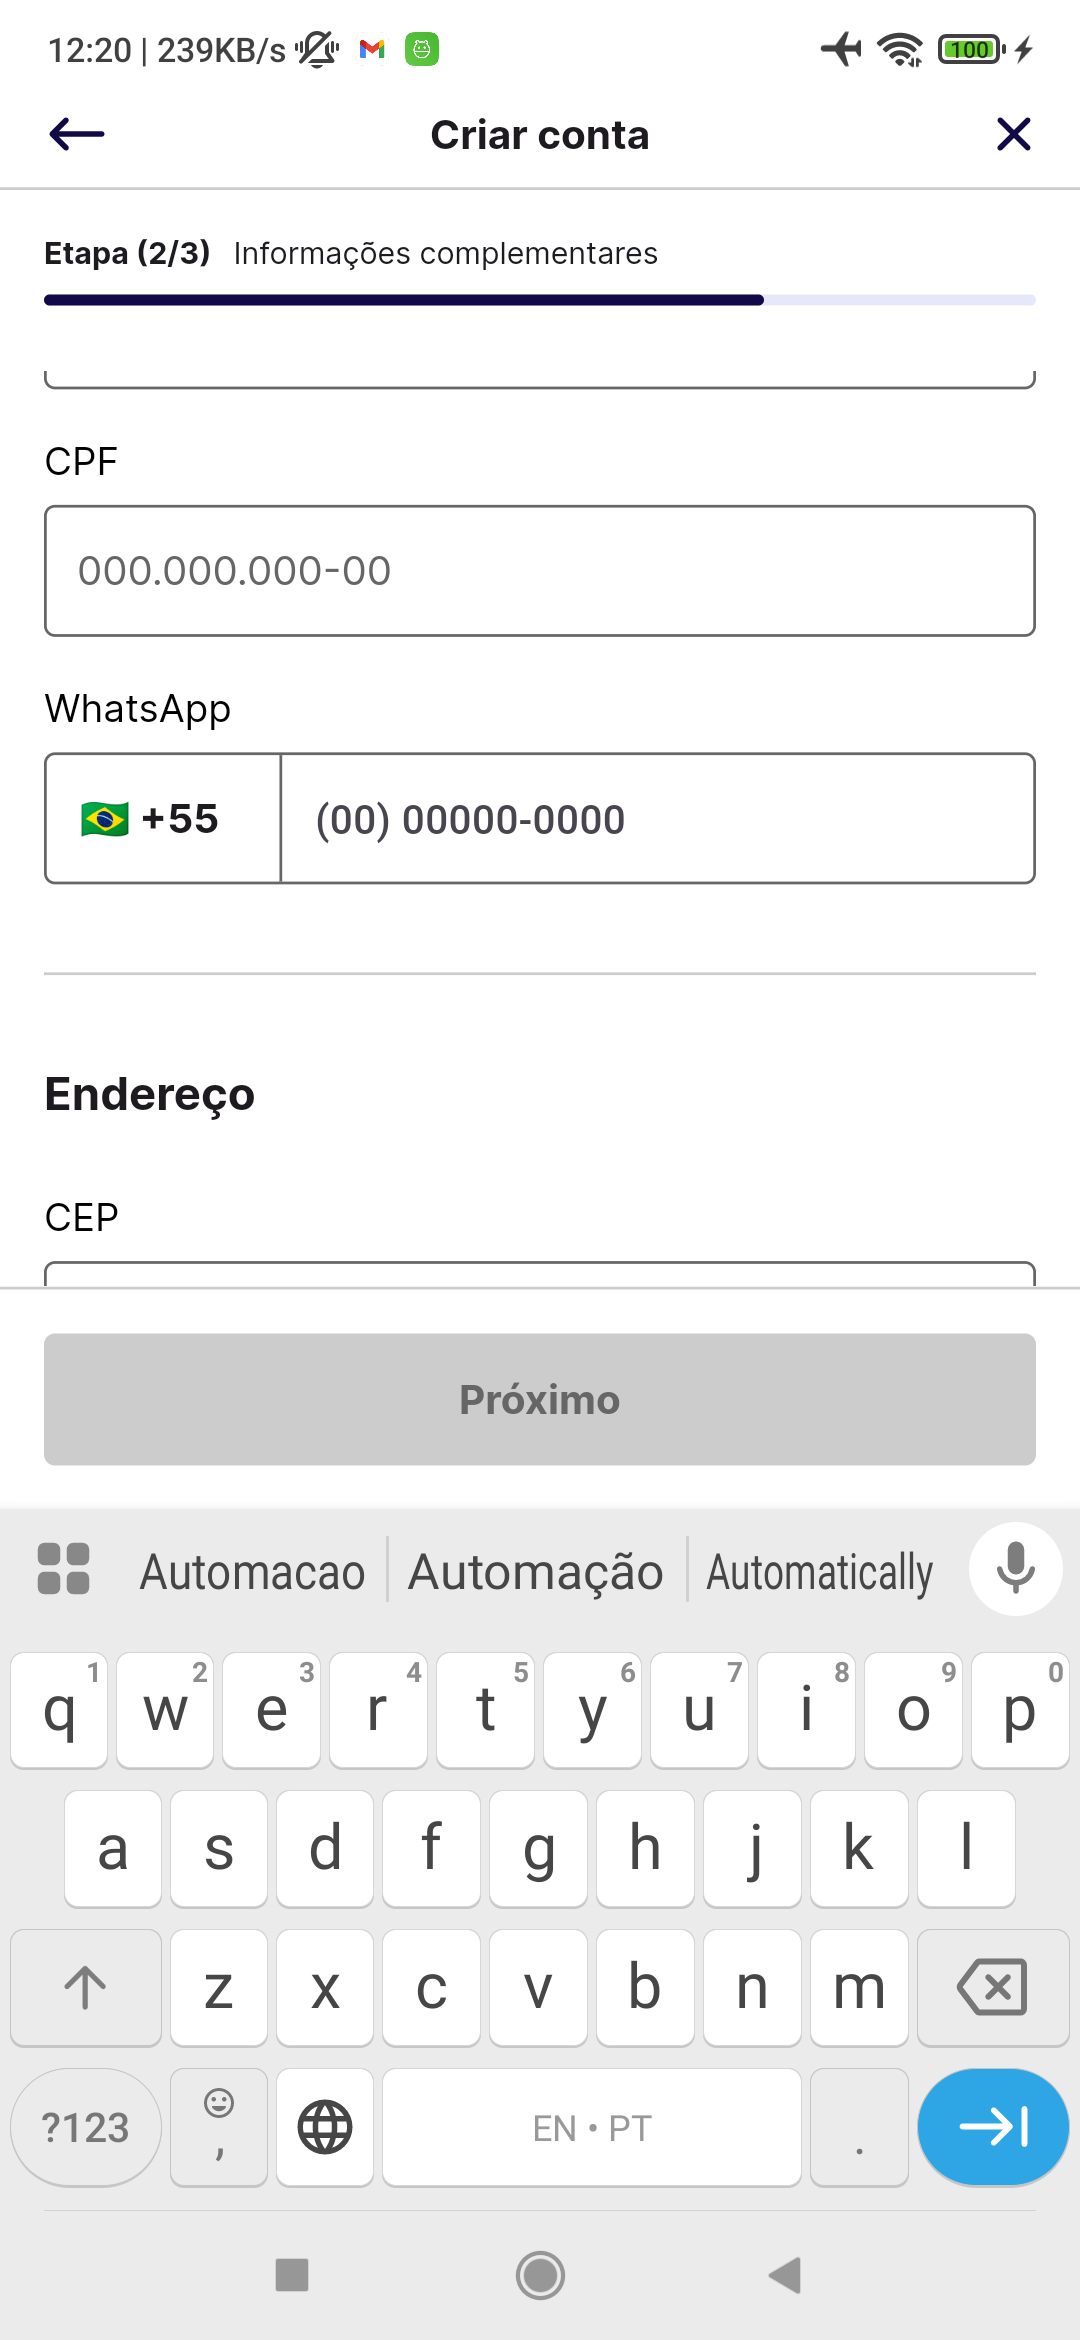 12:20 | 239KB/s 100
Criar conta
Etapa (2/3) Informações complementares
CPF
000.000.000-00
WhatsApp
+55 (00) 00000-0000
Endereço
CEP
Próximo
Automacao Automação Automatically
q1 w2 e3 r4 t5 y6 u7 i8 o9 p0
a s d f g h j k l
z x c v b n m
?123 , EN • PT .